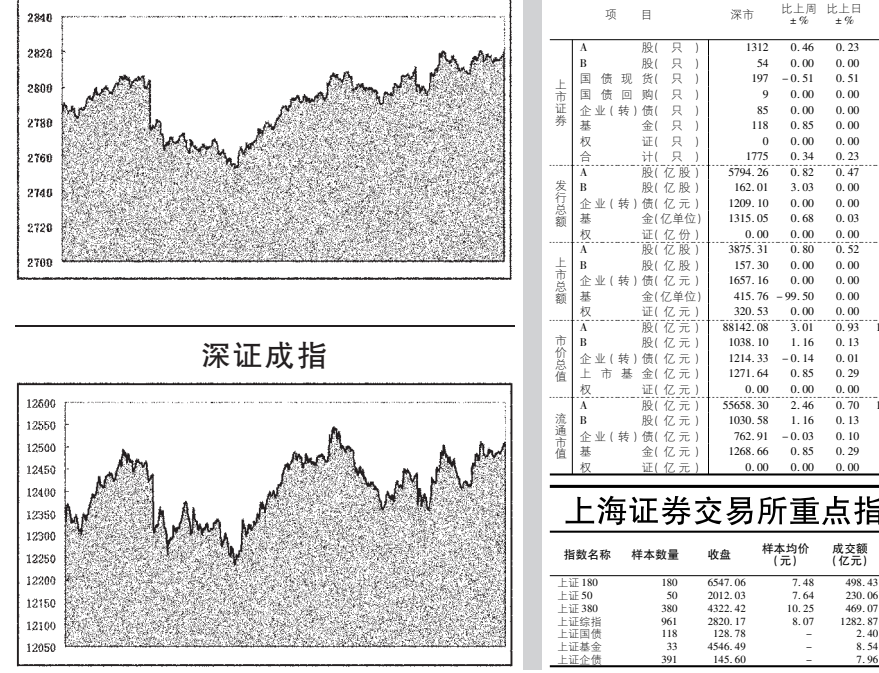 2840
2820
2800
2780
2760
2740
2720
2700
深证成指
12600
12550
12500
12450
12400
12350
12300
12250
12200
12150
12100
12050
项 目 深市 比上周±% 比上日±%
上市证券
A 股(只) 1312 0.46 0.23
B 股(只) 54 0.00 0.00
国债现货(只) 197 -0.51 0.51
国债回购(只) 9 0.00 0.00
企业(转)债(只) 85 0.00 0.00
基 金(只) 118 0.85 0.00
权 证(只) 0 0.00 0.00
合 计(只) 1775 0.34 0.23
发行总额
A 股(亿股) 5794.26 0.82 0.47
B 股(亿股) 162.01 3.03 0.00
企业(转)债(亿元) 1209.10 0.00 0.00
基 金(亿单位) 1315.05 0.68 0.03
权 证(亿份) 0.00 0.00 0.00
上市总额
A 股(亿股) 3875.31 0.80 0.52
B 股(亿股) 157.30 0.00 0.00
企业(转)债(亿元) 1657.16 0.00 0.00
基 金(亿单位) 415.76 -99.50 0.00
权 证(亿元) 320.53 0.00 0.00
市价总值
A 股(亿元) 88142.08 3.01 0.93 1
B 股(亿元) 1038.10 1.16 0.13
企业(转)债(亿元) 1214.33 -0.14 0.01
上市基金(亿元) 1271.64 0.85 0.29
权 证(亿元) 0.00 0.00 0.00
流通市值
A 股(亿元) 55658.30 2.46 0.70 1
B 股(亿元) 1030.58 1.16 0.13
企业(转)债(亿元) 762.91 -0.03 0.10
基 金(亿元) 1268.66 0.85 0.29
权 证(亿元) 0.00 0.00 0.00
上海证券交易所重点指
指数名称 样本数量 收盘 样本均价(元) 成交额(亿元)
上证180 180 6547.06 7.48 498.43
上证50 50 2012.03 7.64 230.06
上证380 380 4322.42 10.25 469.07
上证综指 961 2820.17 8.07 1282.87
上证国债 118 128.78 – 2.40
上证基金 33 4546.49 – 8.54
上证企债 391 145.60 – 7.96